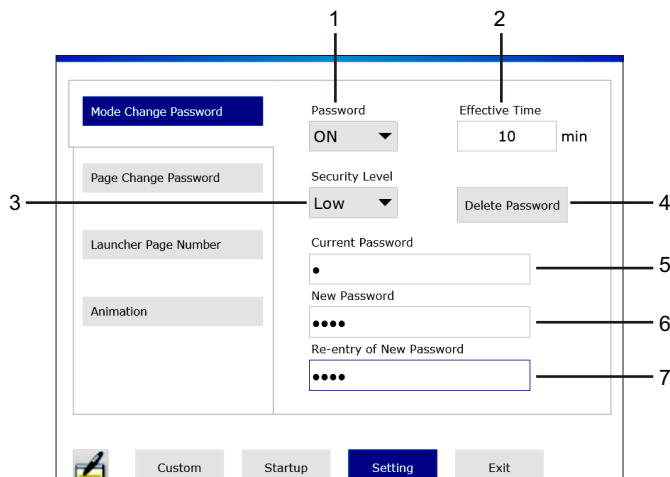 1
2
Mode Change Password
Password
Effective Time
ON
10
min
Page Change Password
Security Level
3
Low
Delete Password
4
Launcher Page Number
Current Password
●
5
Animation
New Password
●●●●
6
Re-entry of New Password
●●●●
7
Custom
Startup
Setting
Exit